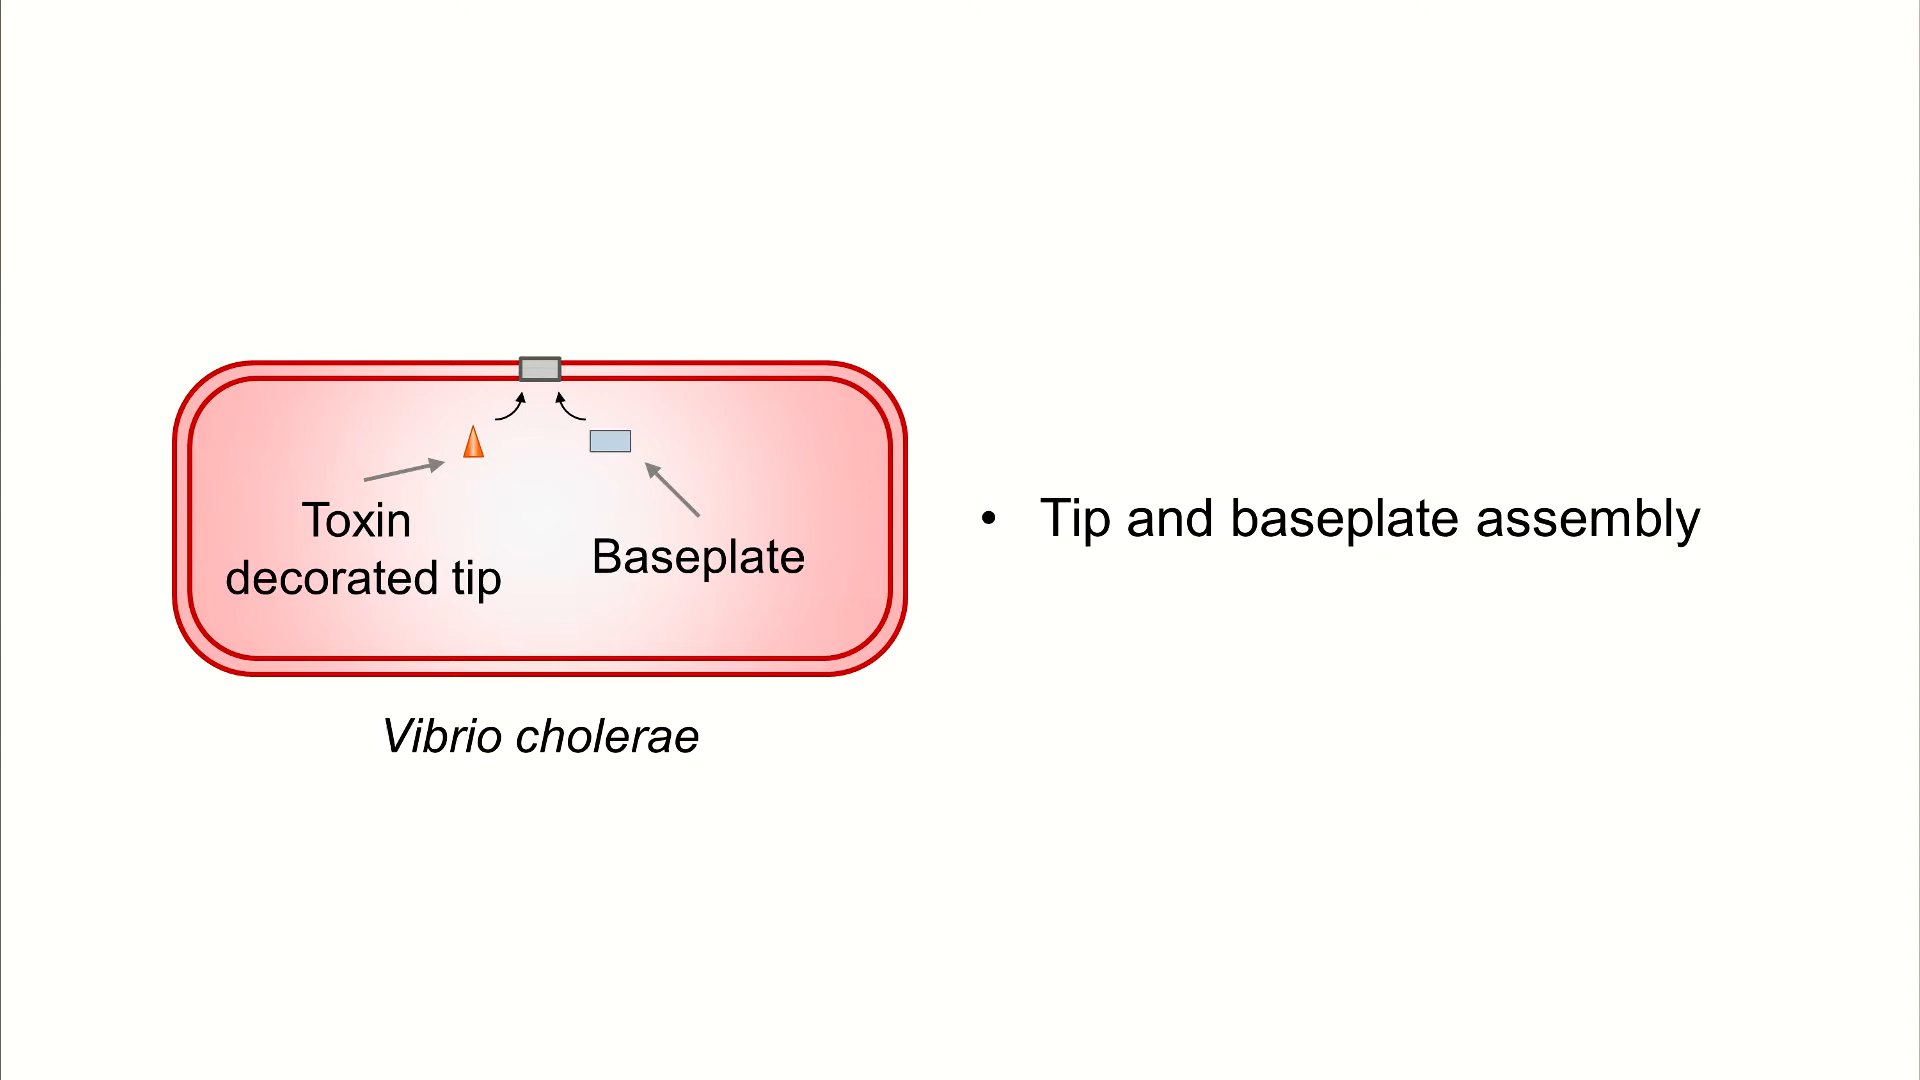 Toxin
decorated tip
Baseplate
Vibrio cholerae
• Tip and baseplate assembly